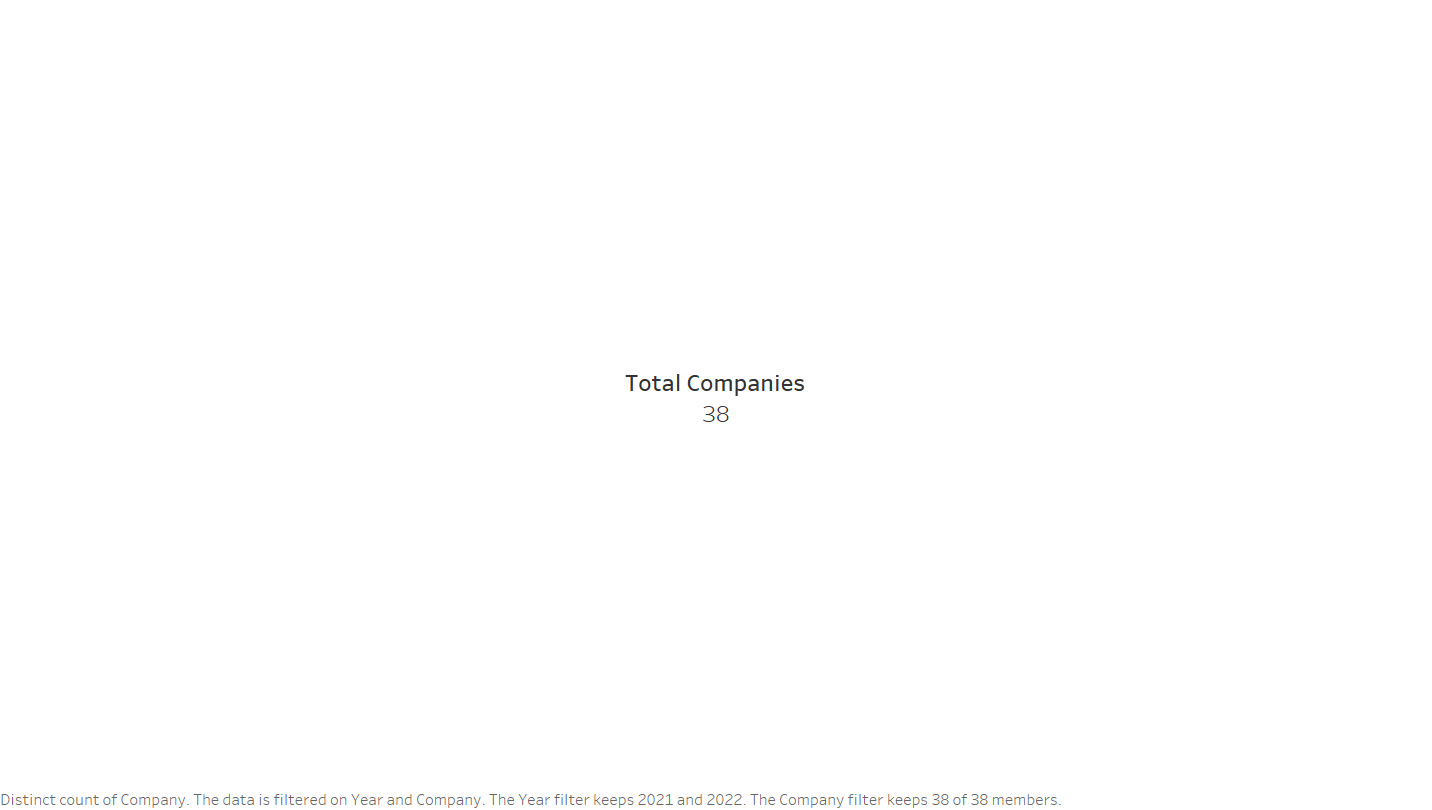 Total Companies
38
Distinct count of Company. The data is filtered on Year and Company. The Year filter keeps 2021 and 2022. The Company filter keeps 38 of 38 members.